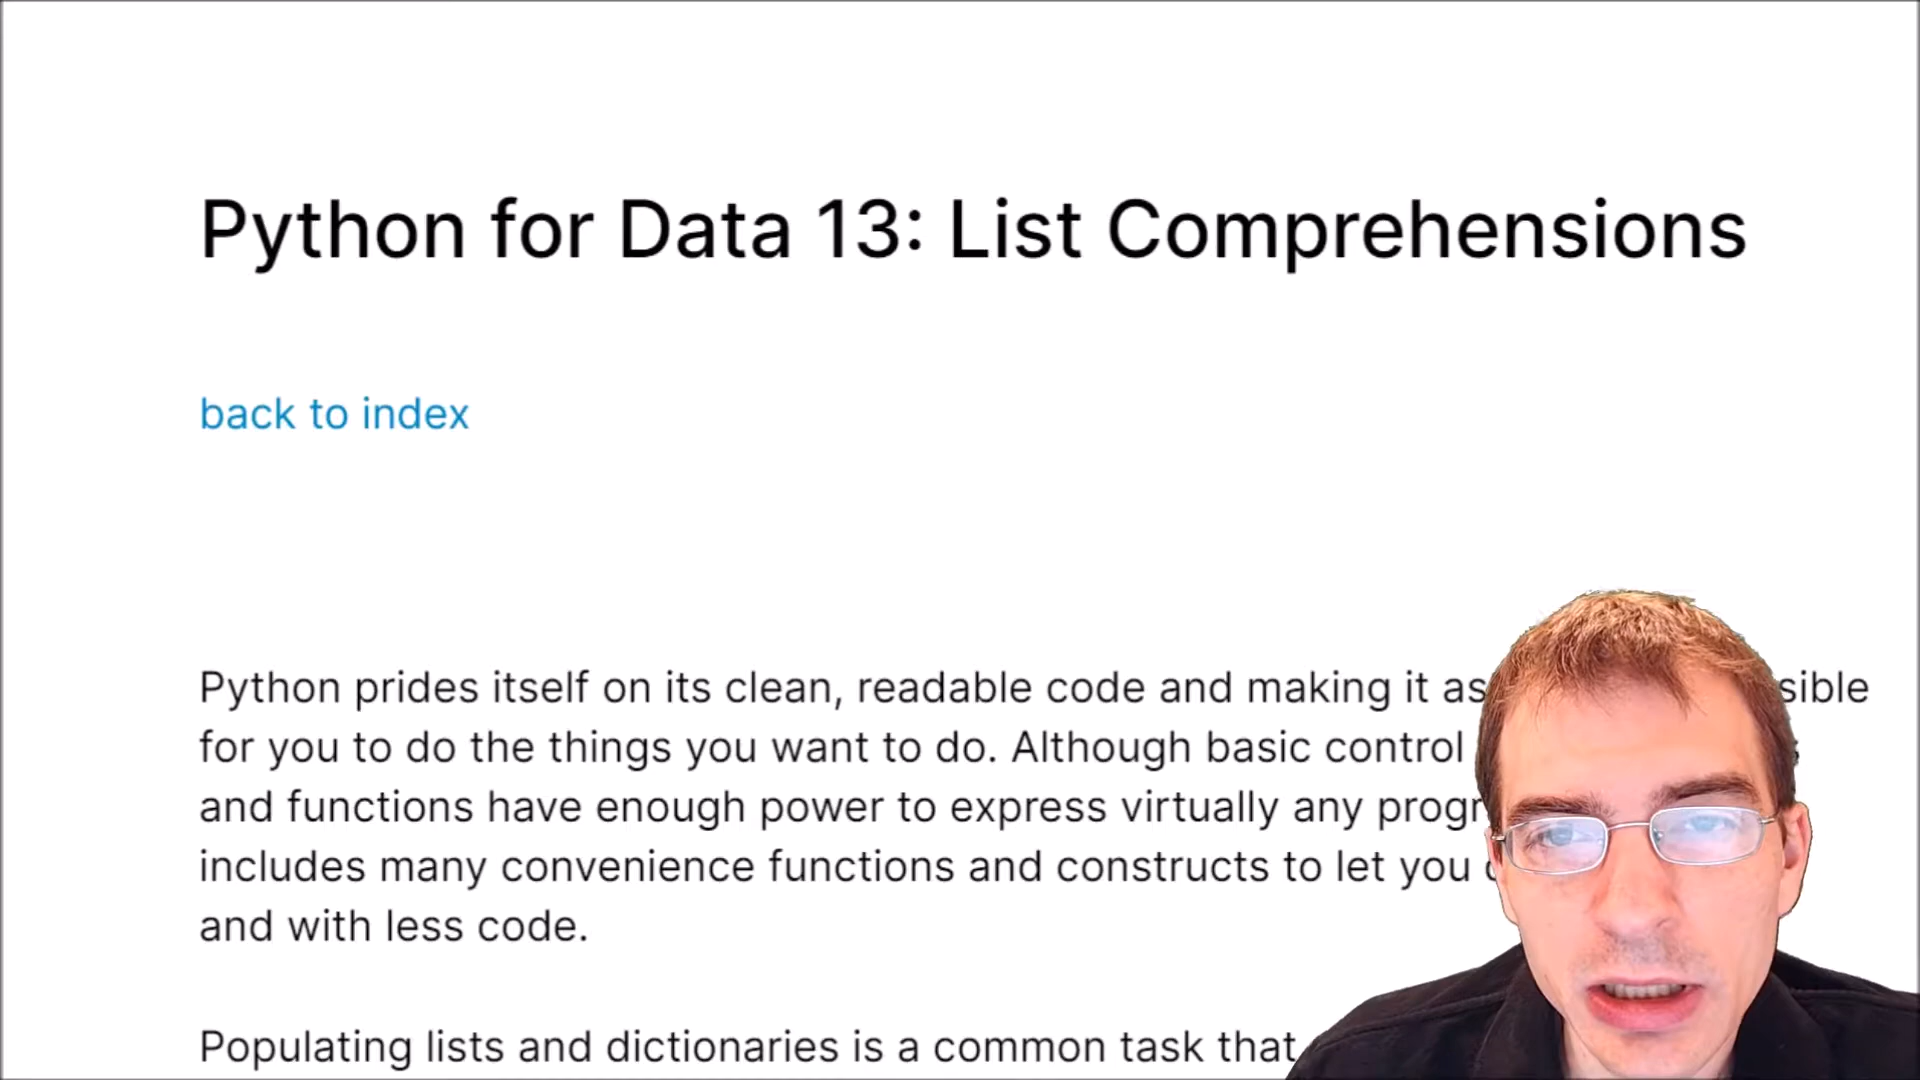 Python for Data 13: List Comprehensions
back to index
Python prides itself on its clean, readable code and making it as
for you to do the things you want to do. Although basic control
and functions have enough power to express virtually any
includes many convenience functions and constructs to let you
and with less code.
Populating lists and dictionaries is a common task that